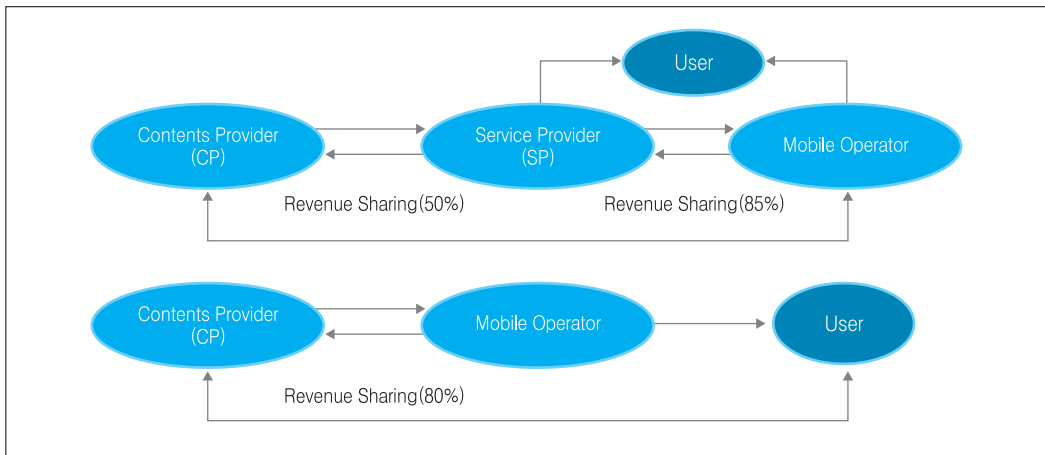 User
Contents Provider
(CP)
Service Provider
(SP)
Mobile Operator
Revenue Sharing(50%)
Revenue Sharing(85%)
Contents Provider
(CP)
Mobile Operator
User
Revenue Sharing(80%)